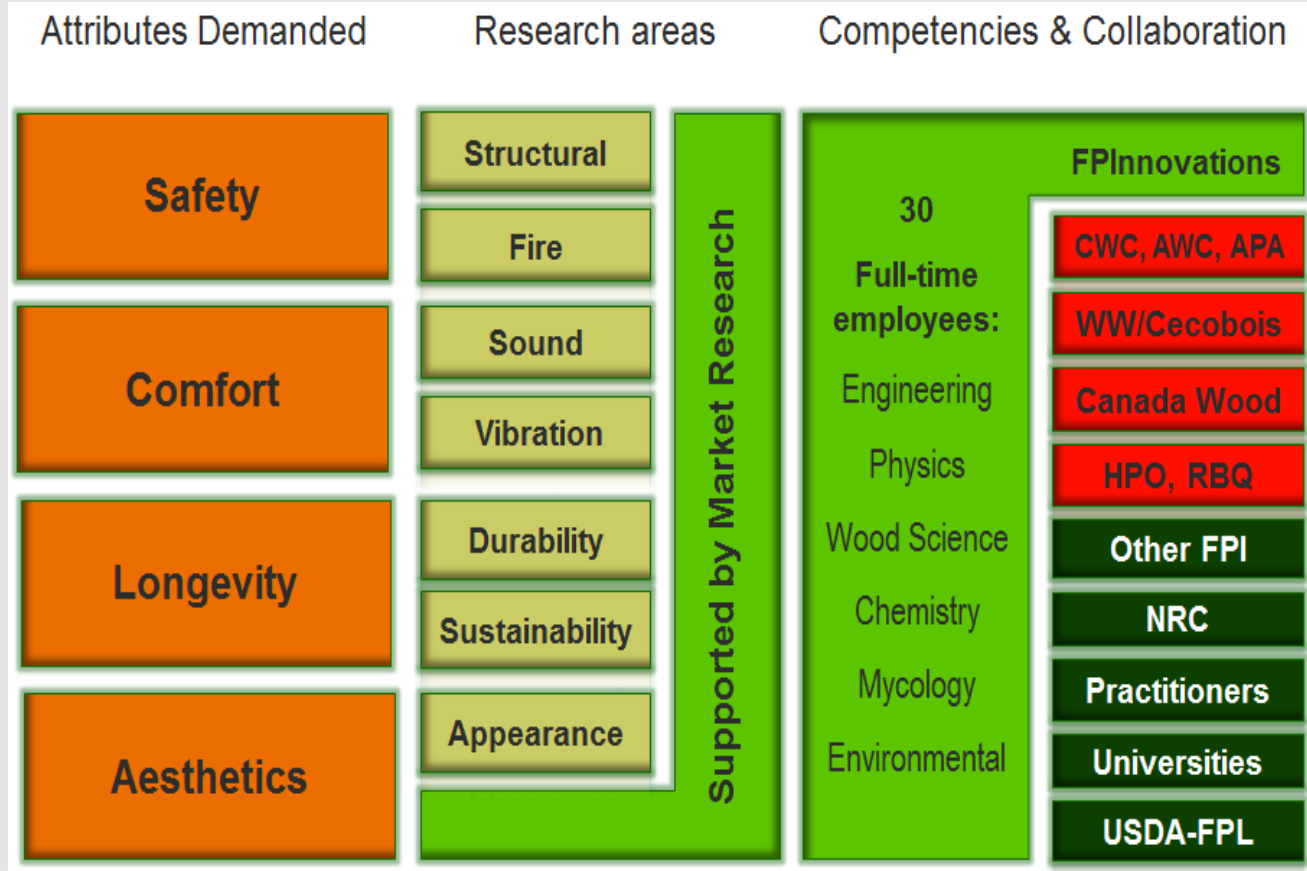 Attributes Demanded
Research areas
Competencies & Collaboration
Safety
Comfort
Longevity
Aesthetics
Structural
Fire
Sound
Vibration
Durability
Sustainability
Appearance
Supported by Market Research
FPInnovations
30
Full-time
employees:
Engineering
Physics
Wood Science
Chemistry
Mycology
Environmental
CWC, AWC, APA
WW/Cecobois
Canada Wood
HPO, RBQ
Other FPI
NRC
Practitioners
Universities
USDA-FPL